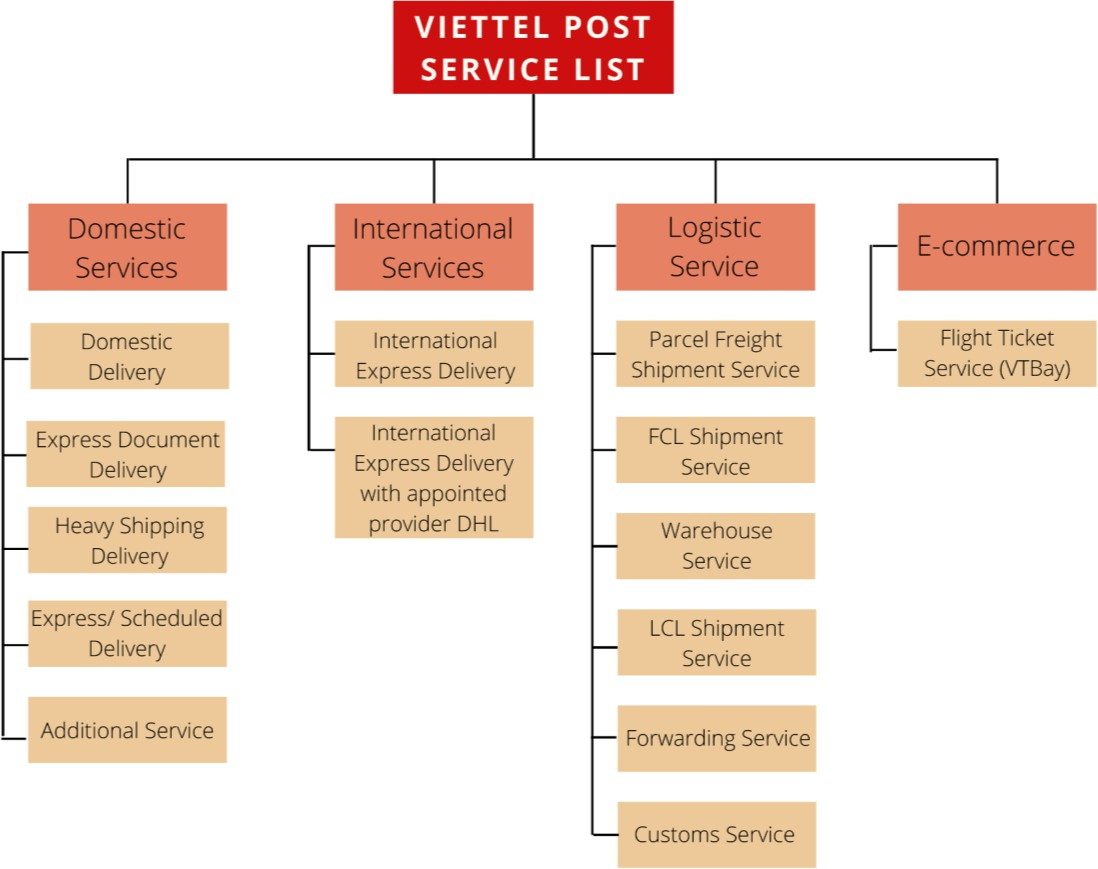 VIETTEL POST
SERVICE LIST
Domestic
Services
Domestic
Delivery
Express Document
Delivery
Heavy Shipping
Delivery
Express/ Scheduled
Delivery
Additional Service
International
Services
International
Express Delivery
International
Express Delivery
with appointed
provider DHL
Logistic
Service
Parcel Freight
Shipment Service
FCL Shipment
Service
Warehouse
Service
LCL Shipment
Service
Forwarding Service
Customs Service
E-commerce
Flight Ticket
Service (VTBay)